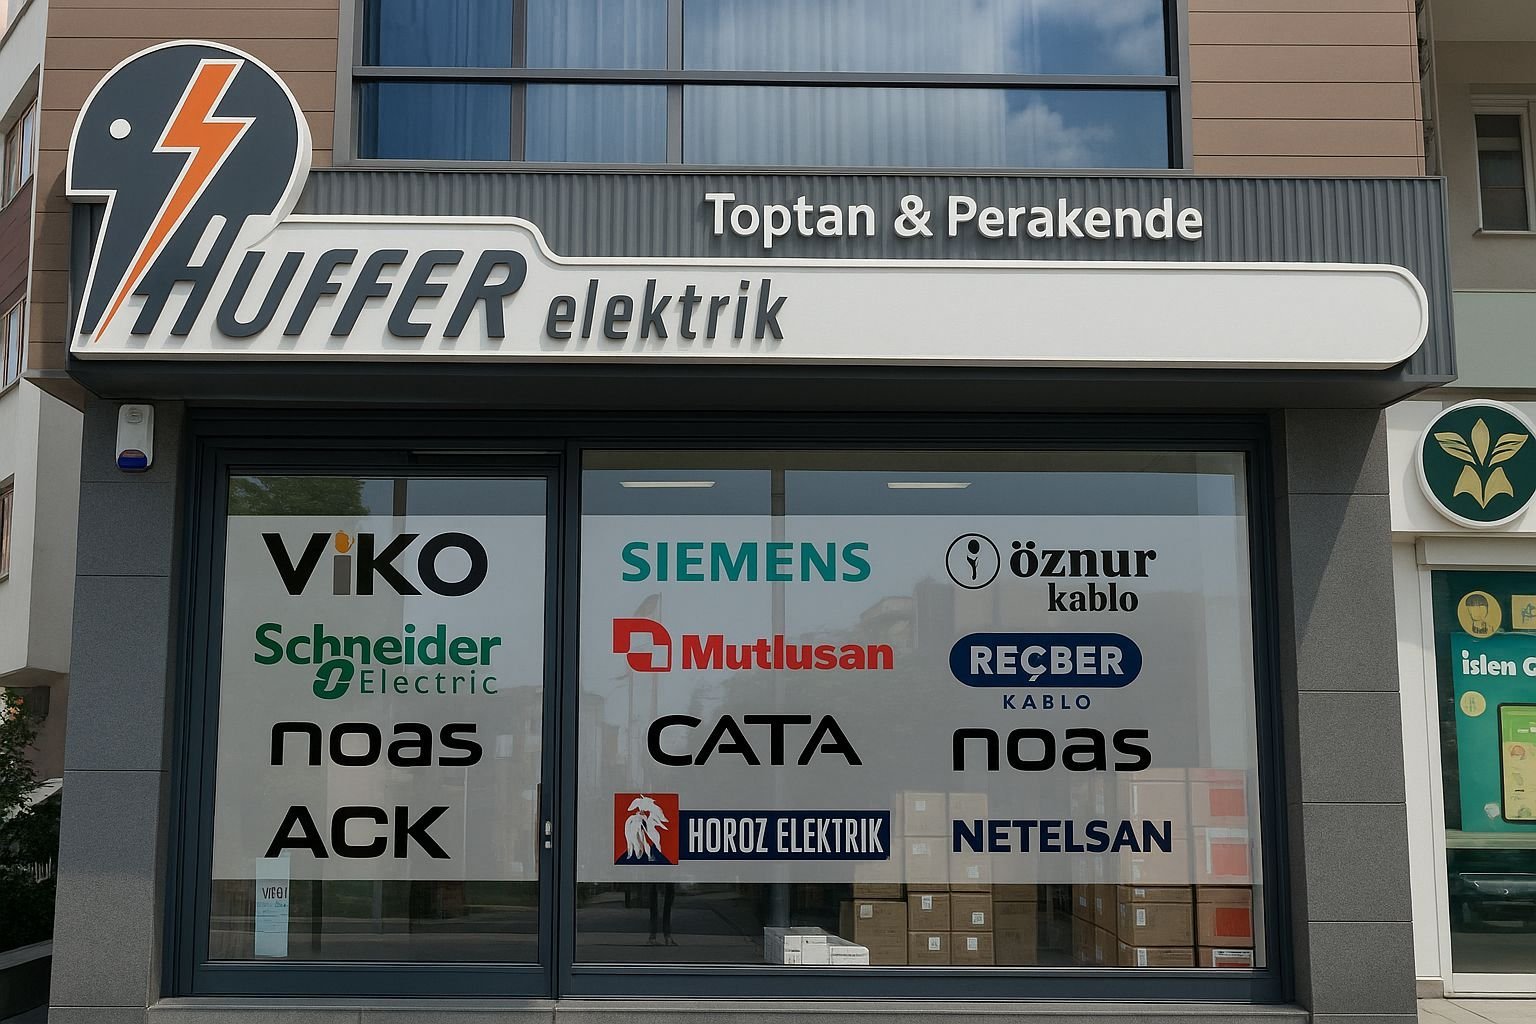 Toptan & Perakende
HUFFER elektrik
ViKO
Schneider
Electric
noas
ACK
SIEMENS
Mutlusan
CATA
HOROZ ELEKTRIK
öznur
kablo
REÇBER
KABLO
noas
NETELSAN
islen